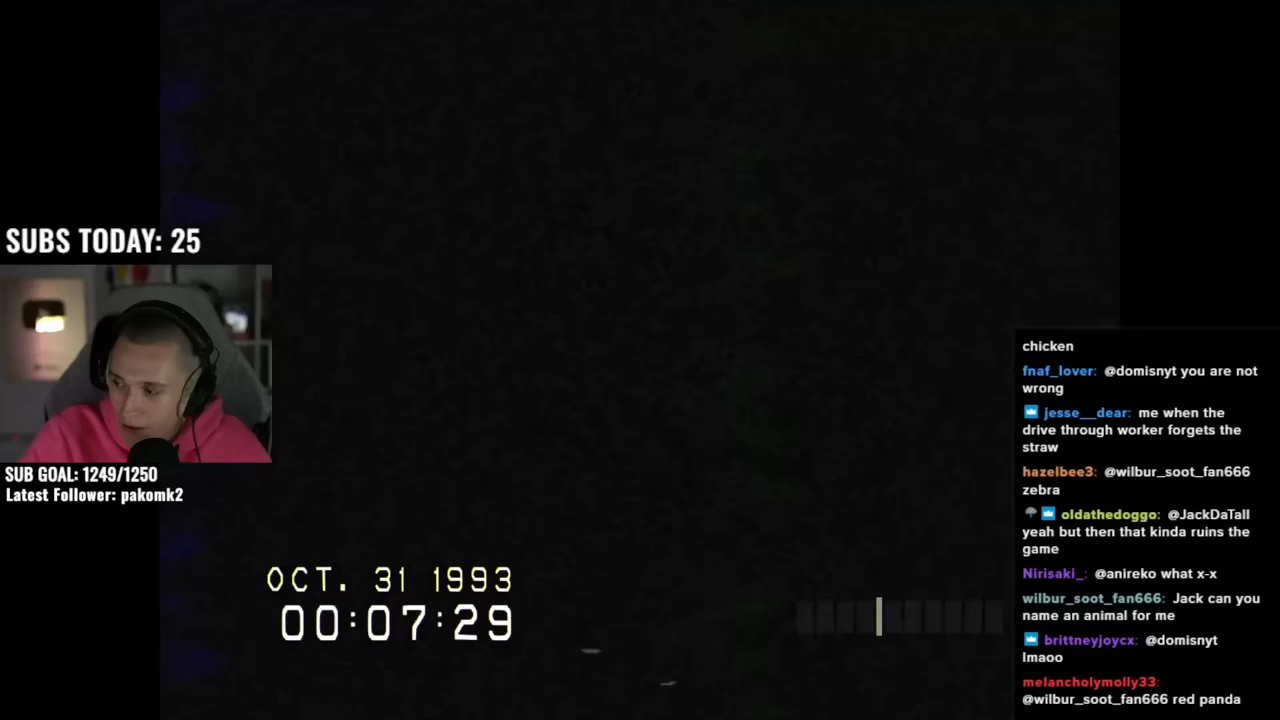 SUBS TODAY: 25
SUB GOAL: 1249/1250
Latest Follower: pakomk2
OCT. 31 1993
00:07:29
chicken
fnaf_lover: @domisnyt you are not
wrong
jesse__dear: me when the
drive through worker forgets the
straw
hazelbee3: @wilbur_soot_fan666
zebra
oldathedoggo: @JackDaTall
yeah but then that kinda ruins the
game
Nirisaki_: @anireko what x-x
wilbur_soot_fan666: Jack can you
name an animal for me
brittneyjoycx: @domisnyt
lmaoo
melancholymolly33:
@wilbur_soot_fan666 red panda